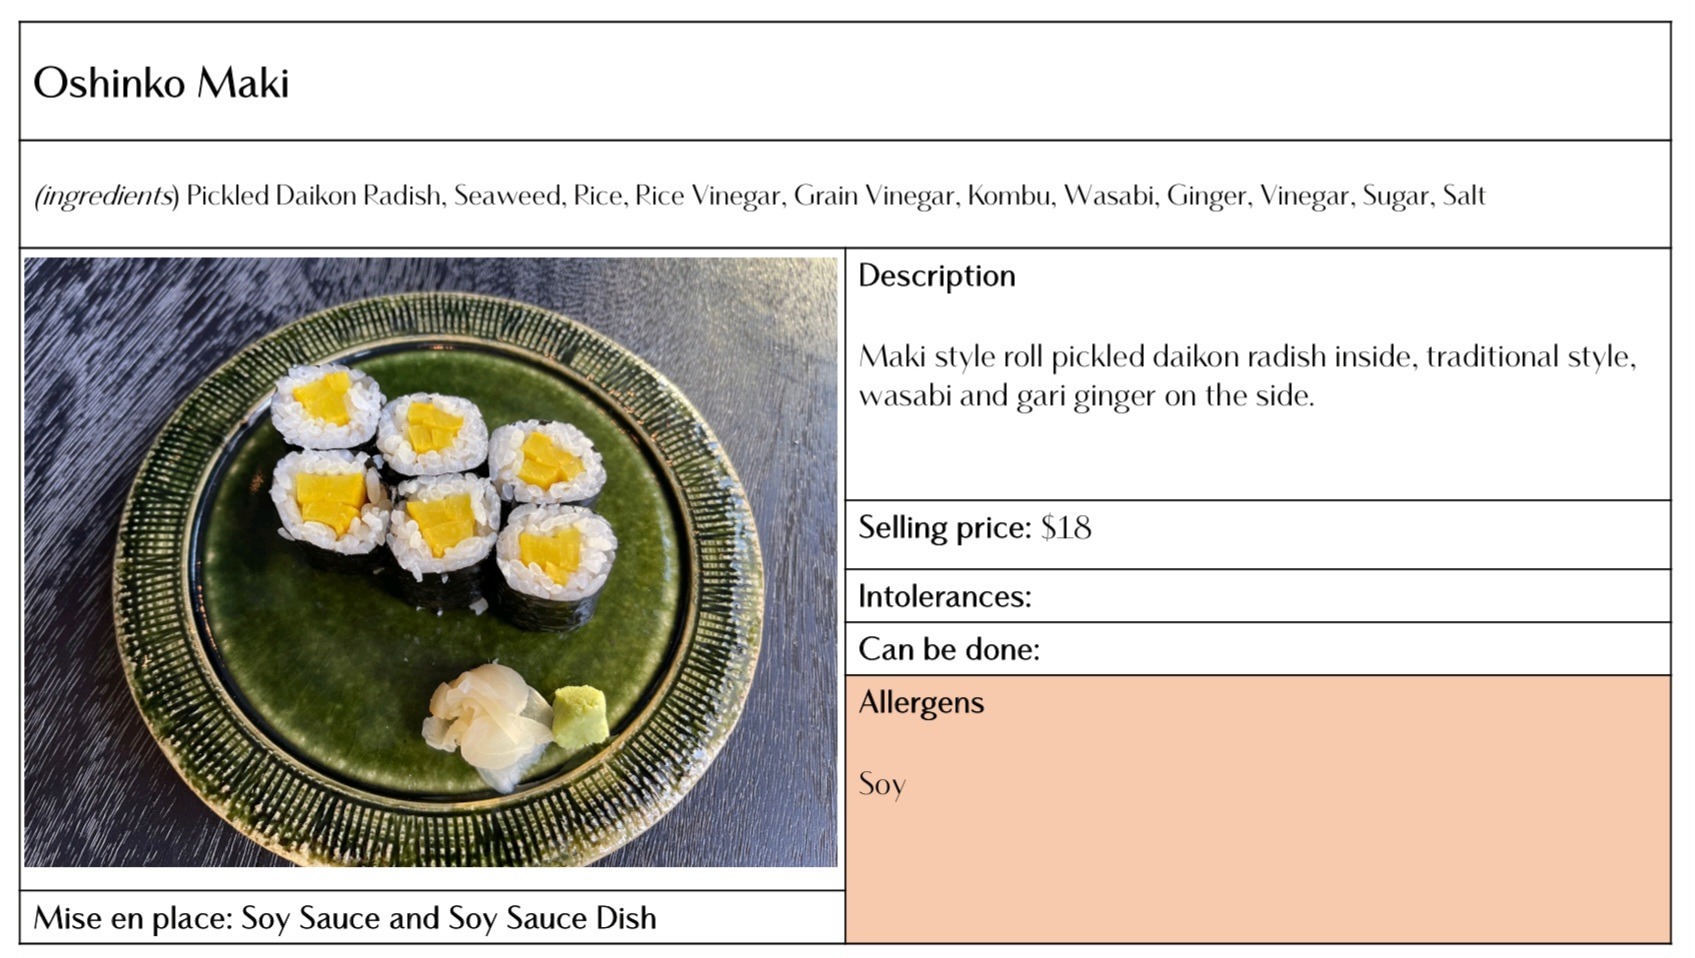 Oshinko Maki
(ingredients) Pickled Daikon Radish, Seaweed, Rice, Rice Vinegar, Grain Vinegar, Kombu, Wasabi, Ginger, Vinegar, Sugar, Salt
Description
Maki style roll pickled daikon radish inside, traditional style,
wasabi and gari ginger on the side.
Selling price: $18
Intolerances:
Can be done:
Allergens
Soy
Mise en place: Soy Sauce and Soy Sauce Dish